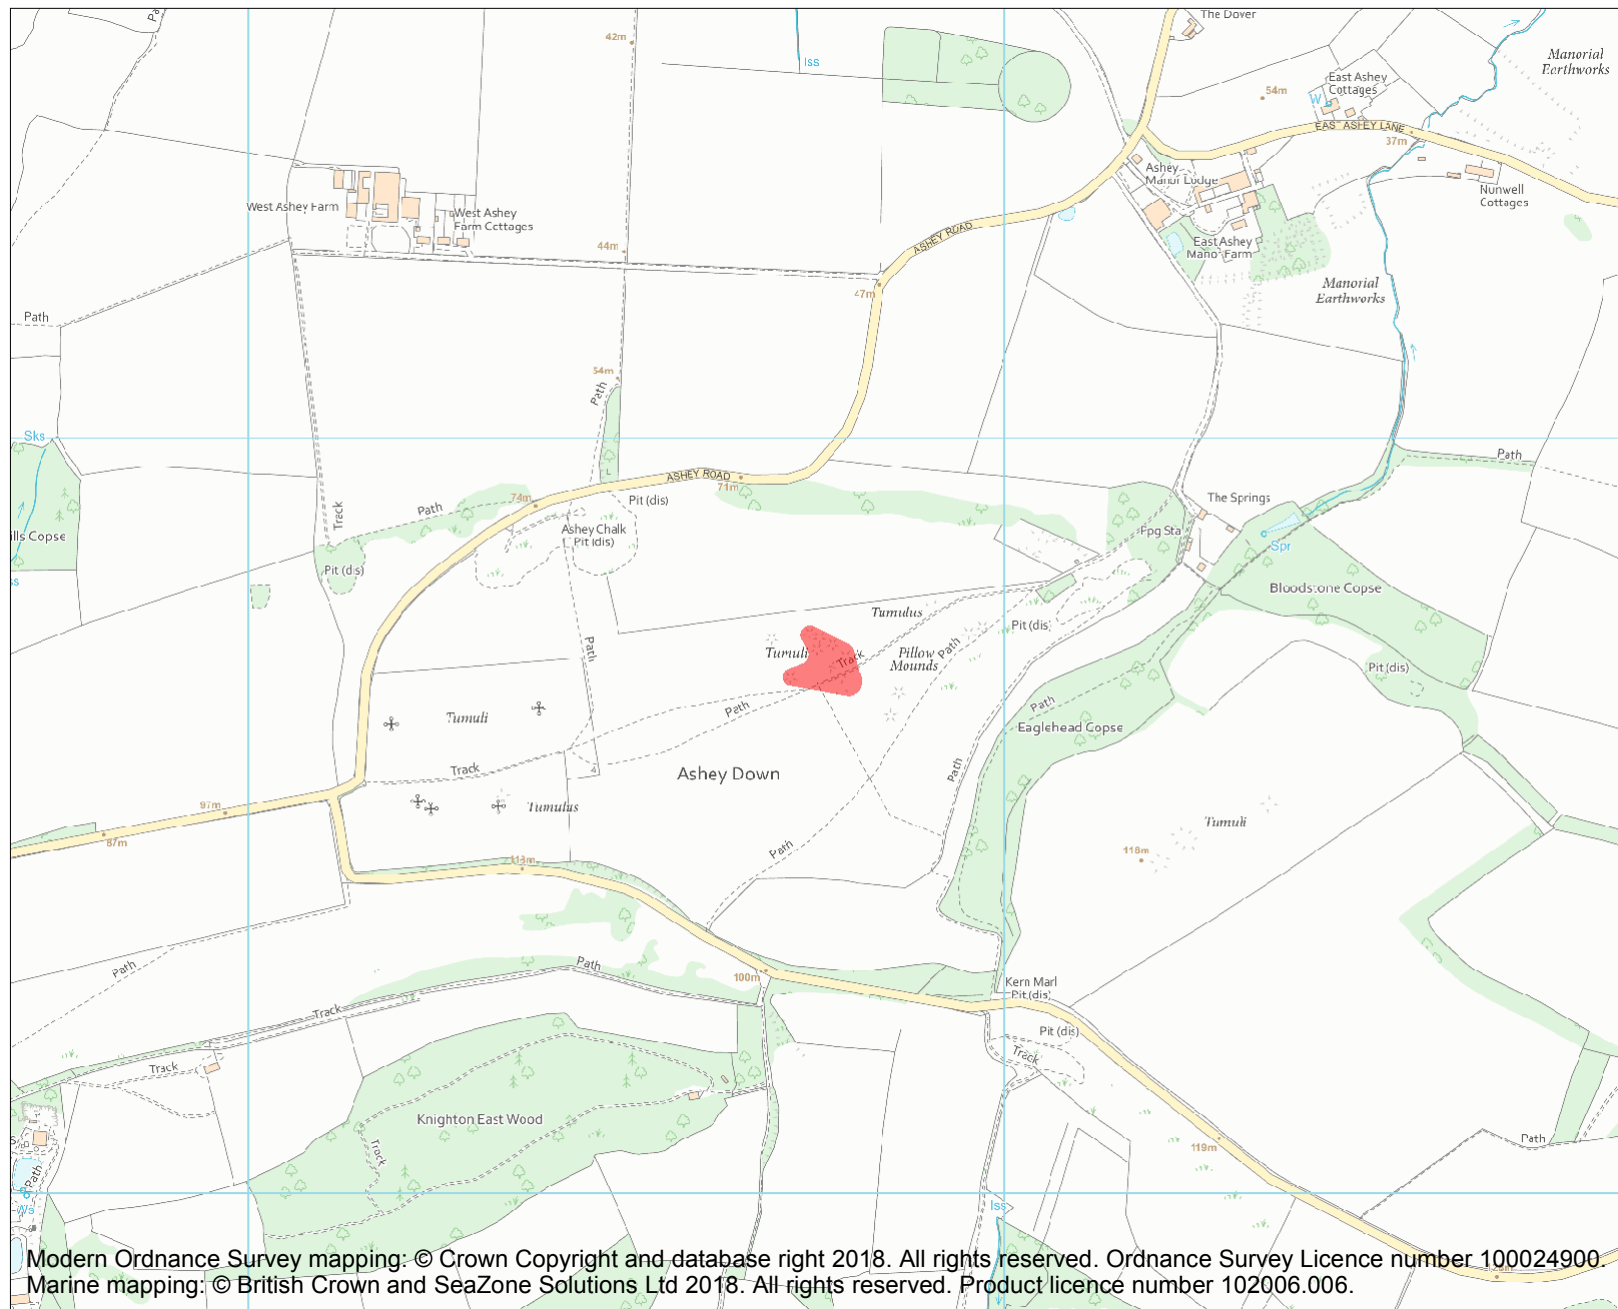 Pa
42m
Iss
The Dover
Manorial
Earthworks
East Ashey
Cottages
54m
W
EAST ASHEY LANE
37m
Ashey
Manor Lodge
Nunwell
Cottages
West Ashey Farm
West Ashey
Farm Cottages
44m
ASHEY ROAD
East Ashey
Manor Farm
47m
Manorial
Earthworks
Path
54m
Path
Sks
ASHEY ROAD
71m
74m
Pit (dis)
Path
Track
Path
The Springs
Ashey Chalk
Pit (dis)
Ppg Sta
Spr
ills Copse
Pit (dis)
ss
Bloodstone Copse
Tumulus
Pit (dis)
Path
Tumuli
Track
Pillow
Mounds
Path
Pit (dis)
Path
Path
Eaglehead Copse
Tumuli
Track
Ashey Down
Path
97m
Tumulus
Tumuli
87m
113m
Path
118m
Path
Path
100m
Kern Marl
Pit (dis)
Track
Pit (dis)
Track
Track
Knighton East Wood
Track
119m
Path
S
Path
Ws
Iss
Modern Ordnance Survey mapping: © Crown Copyright and database right 2018. All rights reserved. Ordnance Survey Licence number 100024900.
Marine mapping: © British Crown and SeaZone Solutions Ltd 2018. All rights reserved. Product licence number 102006.006.